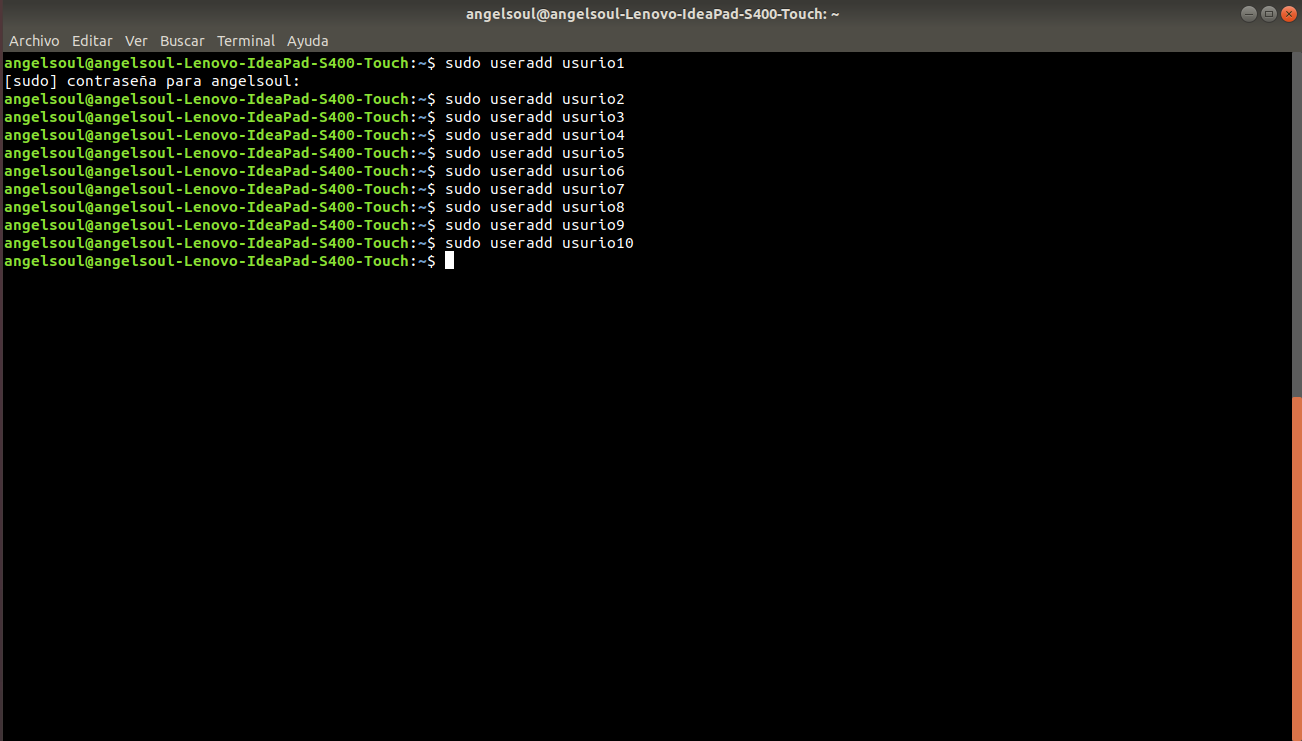 angelsoul@angelsoul-Lenovo-IdeaPad-S400-Touch: ~
Archivo Editar Ver Buscar Terminal Ayuda
angelsoul@angelsoul-Lenovo-IdeaPad-S400-Touch:~$ sudo useradd usurio1
[sudo] contraseña para angelsoul:
angelsoul@angelsoul-Lenovo-IdeaPad-S400-Touch:~$ sudo useradd usurio2
angelsoul@angelsoul-Lenovo-IdeaPad-S400-Touch:~$ sudo useradd usurio3
angelsoul@angelsoul-Lenovo-IdeaPad-S400-Touch:~$ sudo useradd usurio4
angelsoul@angelsoul-Lenovo-IdeaPad-S400-Touch:~$ sudo useradd usurio5
angelsoul@angelsoul-Lenovo-IdeaPad-S400-Touch:~$ sudo useradd usurio6
angelsoul@angelsoul-Lenovo-IdeaPad-S400-Touch:~$ sudo useradd usurio7
angelsoul@angelsoul-Lenovo-IdeaPad-S400-Touch:~$ sudo useradd usurio8
angelsoul@angelsoul-Lenovo-IdeaPad-S400-Touch:~$ sudo useradd usurio9
angelsoul@angelsoul-Lenovo-IdeaPad-S400-Touch:~$ sudo useradd usurio10
angelsoul@angelsoul-Lenovo-IdeaPad-S400-Touch:~$